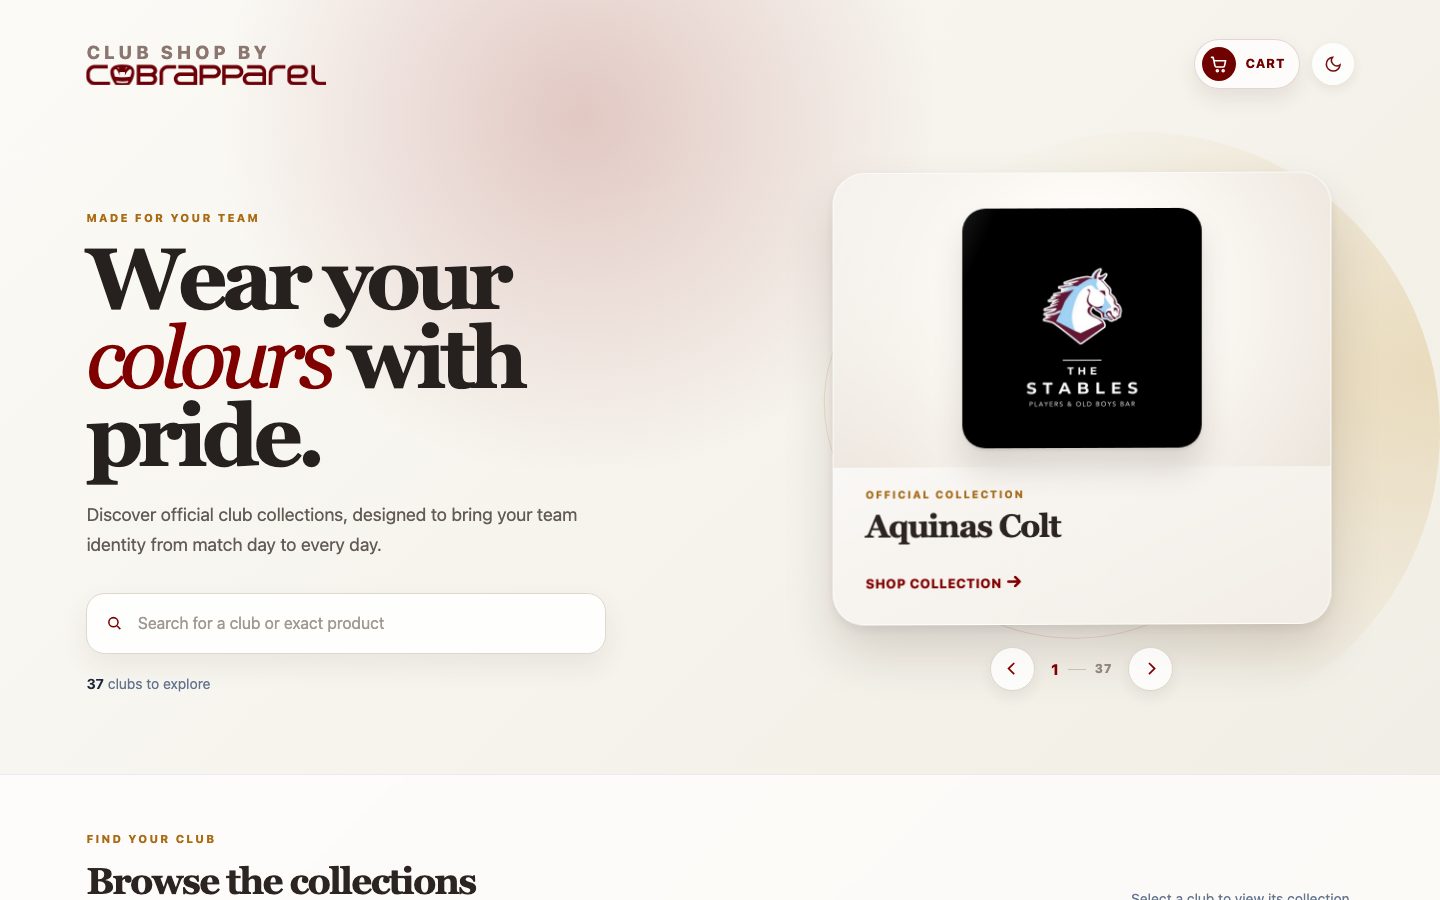 CLUB SHOP BY
COBRAPPAREL
CART
MADE FOR YOUR TEAM
Wear your
colours with
pride.
Discover official club collections, designed to bring your team
identity from match day to every day.
Search for a club or exact product
37 clubs to explore
THE
STABLES
PLAYERS & OLD BOYS BAR
OFFICIAL COLLECTION
Aquinas Colt
SHOP COLLECTION
1 — 37
FIND YOUR CLUB
Browse the collections
Select a club to view its collection